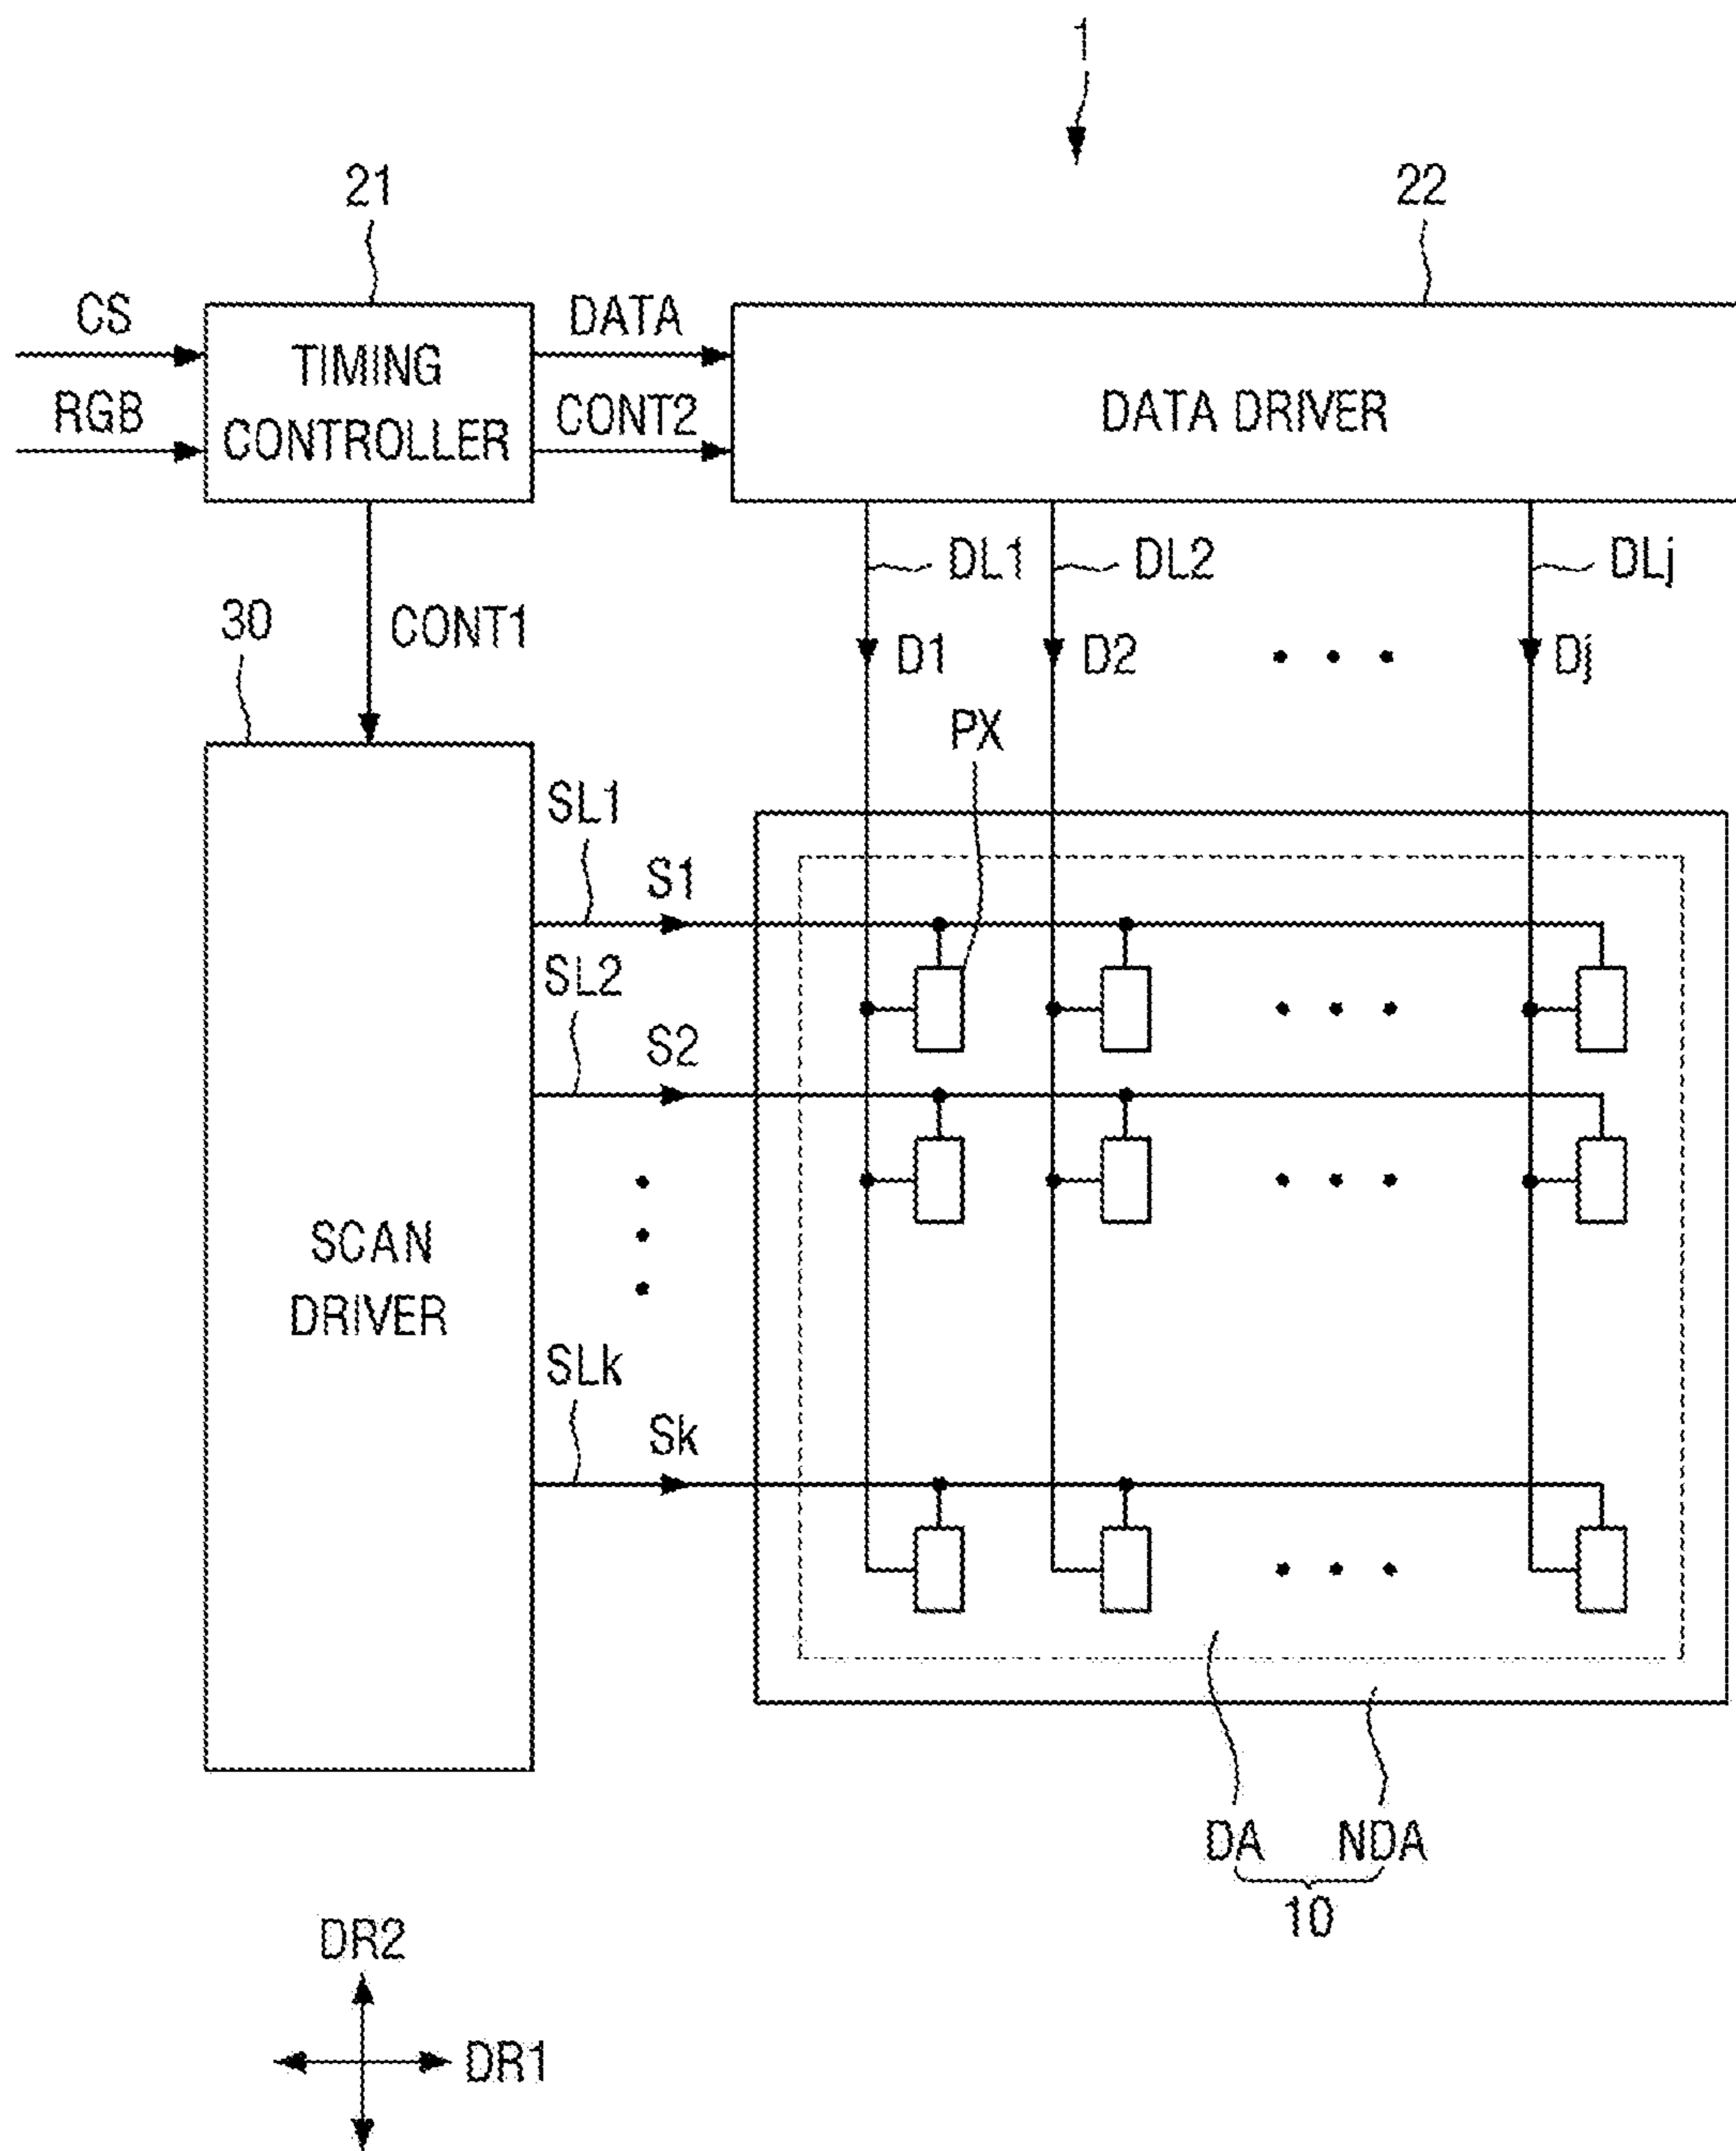 1
21
22
CS
RGB
TIMING
CONTROLLER
DATA
CONT2
DATA DRIVER
DL1
DL2
DLj
30
CONT1
D1
D2
Dj
PX
SL1
S1
SL2
S2
SCAN
DRIVER
SLk
Sk
DA
NDA
10
DR2
DR1